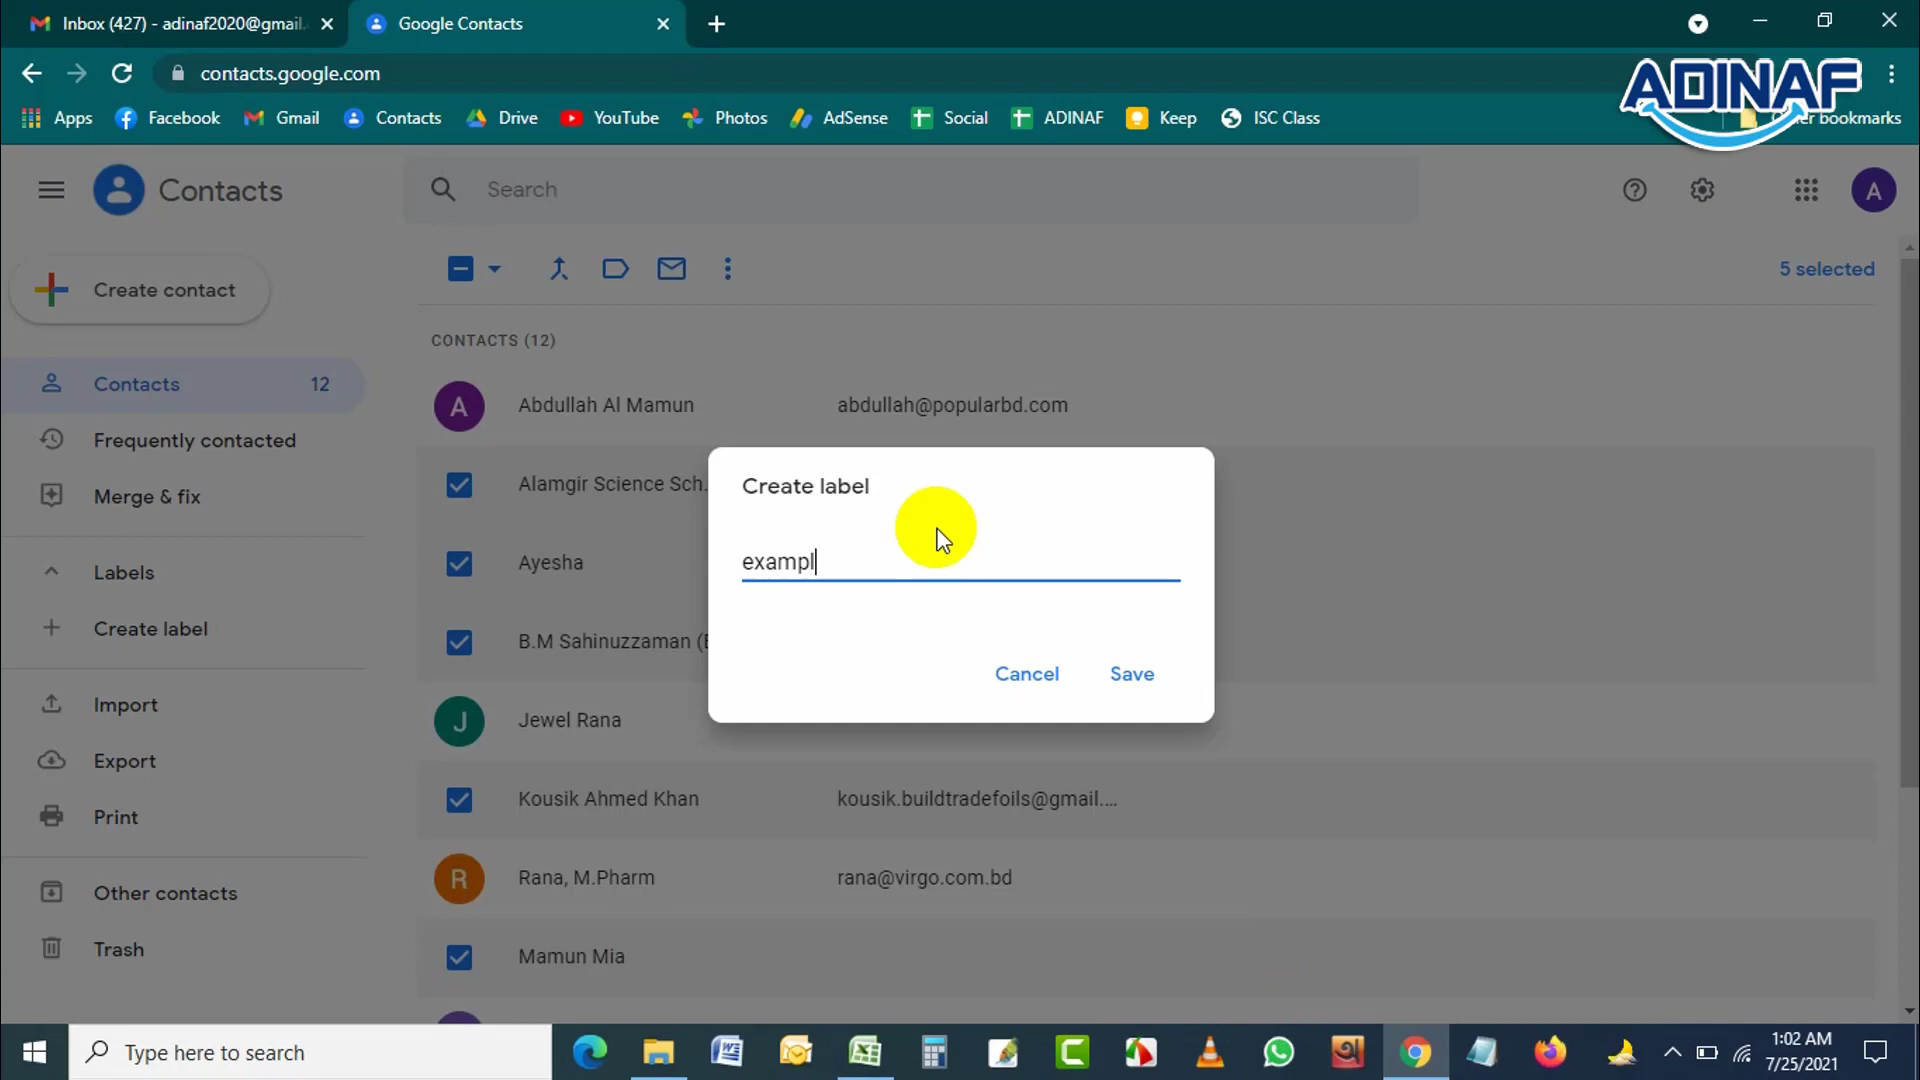 Inbox (427) - adinaf2020@gmail.
Google Contacts
contacts.google.com
ADINAF
Apps Facebook Gmail Contacts Drive YouTube Photos AdSense Social ADINAF Keep ISC Class bookmarks
Contacts
Search
A
Create contact
5 selected
CONTACTS (12)
Contacts 12
A Abdullah Al Mamun abdullah@popularbd.com
Frequently contacted
Alamgir Science Sch.
Create label
Merge & fix
exampl
Ayesha
Labels
Create label
B.M Sahinuzzaman (
Cancel Save
Import
J Jewel Rana
Export
Kousik Ahmed Khan kousik.buildtradefoils@gmail....
Print
R Rana, M.Pharm rana@virgo.com.bd
Other contacts
Trash
Mamun Mia
Type here to search
1:02 AM
7/25/2021